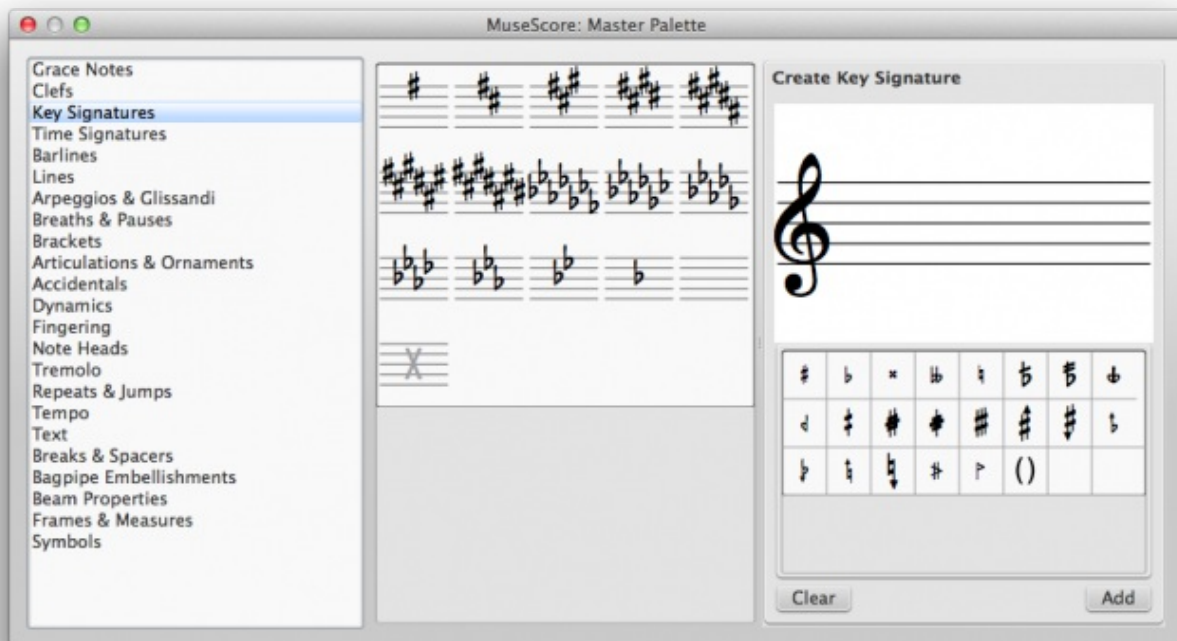 MuseScore: Master Palette
Grace Notes
Clefs
Key Signatures
Time Signatures
Barlines
Lines
Arpeggios & Glissandi
Breaths & Pauses
Brackets
Articulations & Ornaments
Accidentals
Dynamics
Fingering
Note Heads
Tremolo
Repeats & Jumps
Tempo
Text
Breaks & Spacers
Bagpipe Embellishments
Beam Properties
Frames & Measures
Symbols
Create Key Signature
Clear
Add